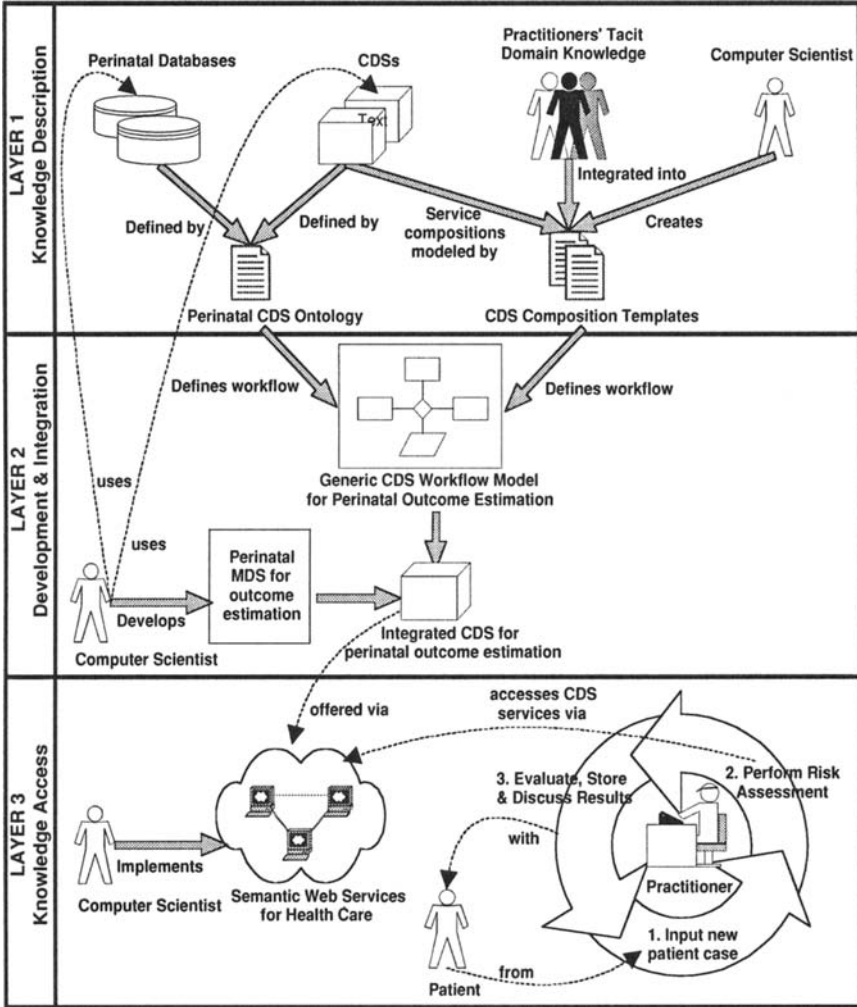 LAYER 1
Knowledge Description
Perinatal Databases
CDSs
Text
Practitioners' Tacit
Domain Knowledge
Computer Scientist
Defined by
Defined by
Service
compositions
modeled by
Integrated into
Creates
Perinatal CDS Ontology
CDS Composition Templates
LAYER 2
Development & Integration
Defines workflow
Defines workflow
Generic CDS Workflow Model
for Perinatal Outcome Estimation
uses
uses
Perinatal
MDS for
outcome
estimation
Develops
Computer Scientist
Integrated CDS for
perinatal outcome estimation
LAYER 3
Knowledge Access
offered via
accesses CDS
services via
3. Evaluate, Store
& Discuss Results
2. Perform Risk
Assessment
with
Implements
Computer Scientist
Semantic Web Services
for Health Care
Practitioner
1. Input new
patient case
from
Patient